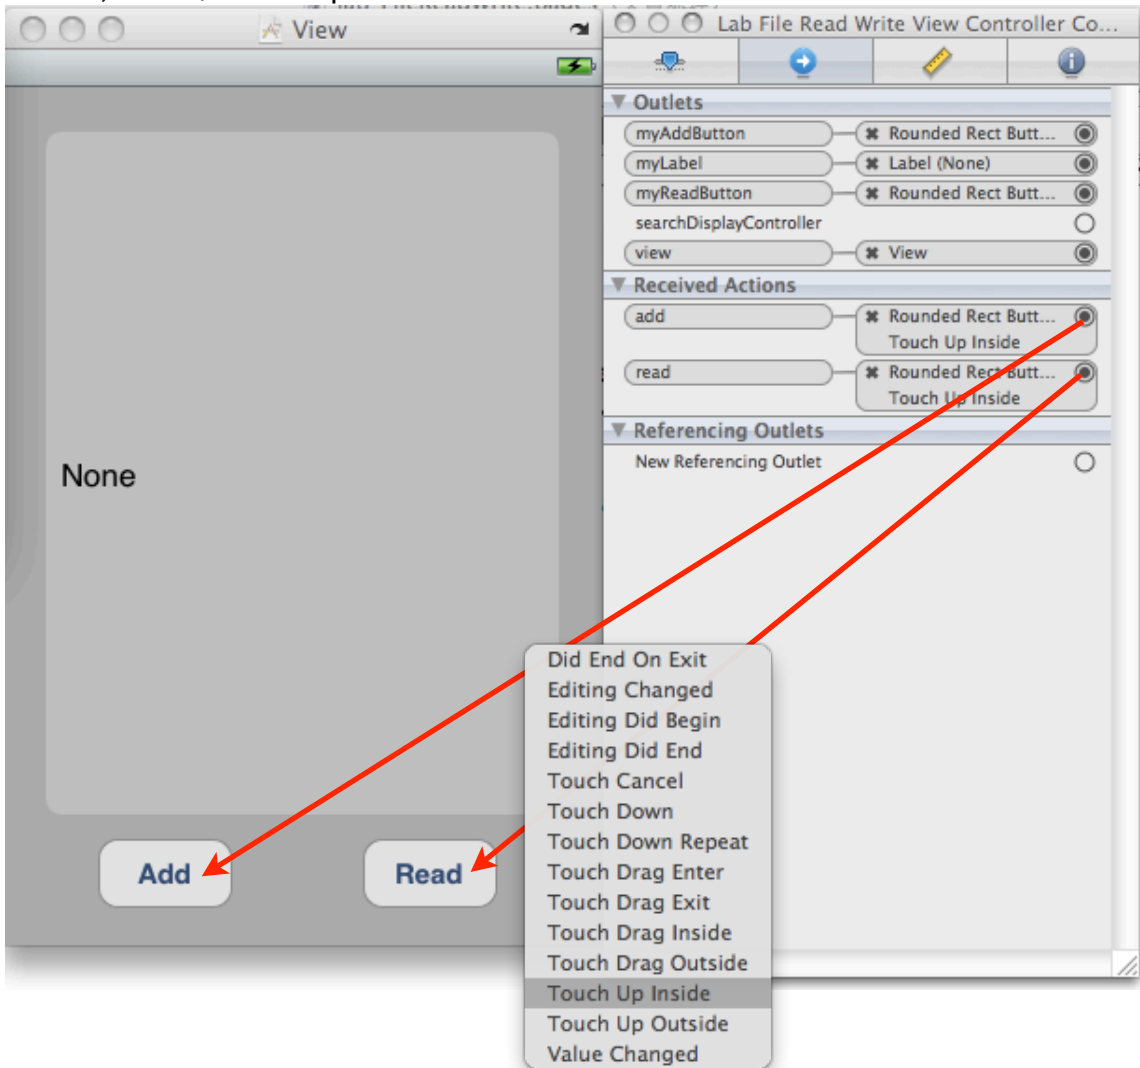 View
None
Add
Read
Lab File Read Write View Controller Co...
Outlets
myAddButton ✖ Rounded Rect Butt...
myLabel ✖ Label (None)
myReadButton ✖ Rounded Rect Butt...
searchDisplayController
view ✖ View
Received Actions
add ✖ Rounded Rect Butt...
Touch Up Inside
read ✖ Rounded Rect Butt...
Touch Up Inside
Referencing Outlets
New Referencing Outlet
Did End On Exit
Editing Changed
Editing Did Begin
Editing Did End
Touch Cancel
Touch Down
Touch Down Repeat
Touch Drag Enter
Touch Drag Exit
Touch Drag Inside
Touch Drag Outside
Touch Up Inside
Touch Up Outside
Value Changed